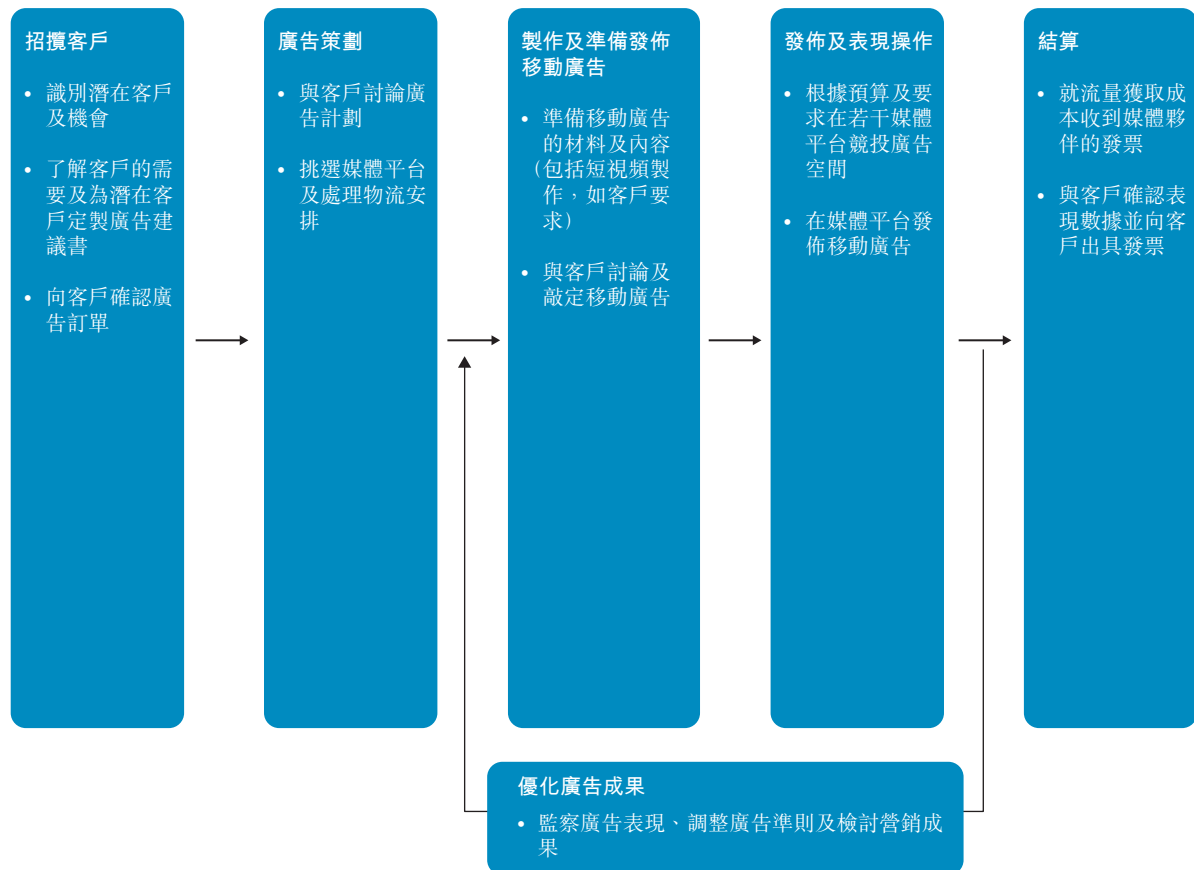 招攬客戶
• 識別潛在客戶
及機會
• 了解客戶的需
要及為潛在客
戶定製廣告建
議書
• 向客戶確認廣
告訂單
廣告策劃
• 與客戶討論廣
告計劃
• 挑選媒體平台
及處理物流安
排
製作及準備發佈
移動廣告
• 準備移動廣告
的材料及內容
（包括短視頻製
作，如客戶要
求）
• 與客戶討論及
敲定移動廣告
發佈及表現操作
• 根據預算及要
求在若干媒體
平台競投廣告
空間
• 在媒體平台發
佈移動廣告
結算
• 就流量獲取成
本收到媒體夥
伴的發票
• 與客戶確認表
現數據並向客
戶出具發票
優化廣告成果
• 監察廣告表現、調整廣告準則及檢討營銷成
果